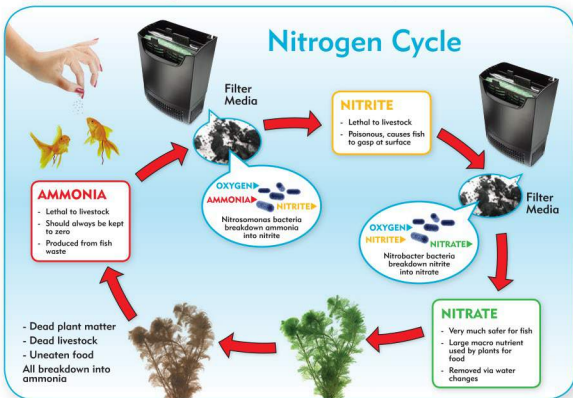 Nitrogen Cycle
Filter
Media
NITRITE
- Lethal to livestock
- Poisonous, causes fish
to gasp at surface
OXYGEN
AMMONIA
NITRITE
Nitrosomonas bacteria
breakdown ammonia
into nitrite
Filter
Media
OXYGEN
NITRITE
NITRATE
Nitrobacter bacteria
breakdown nitrite
into nitrate
AMMONIA
- Lethal to livestock
- Should always be kept
to zero
- Produced from fish
waste
NITRATE
- Very much safer for fish
- Large macro nutrient
used by plants for
food
- Removed via water
changes
- Dead plant matter
- Dead livestock
- Uneaten food
All breakdown into
ammonia